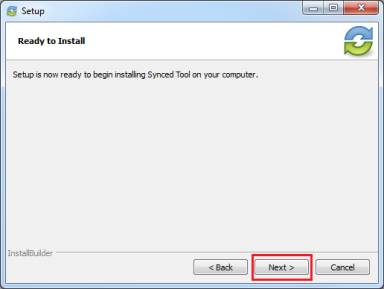 Setup
Ready to Install
Setup is now ready to begin installing Synced Tool on your computer.
InstallBuilder
< Back
Next >
Cancel